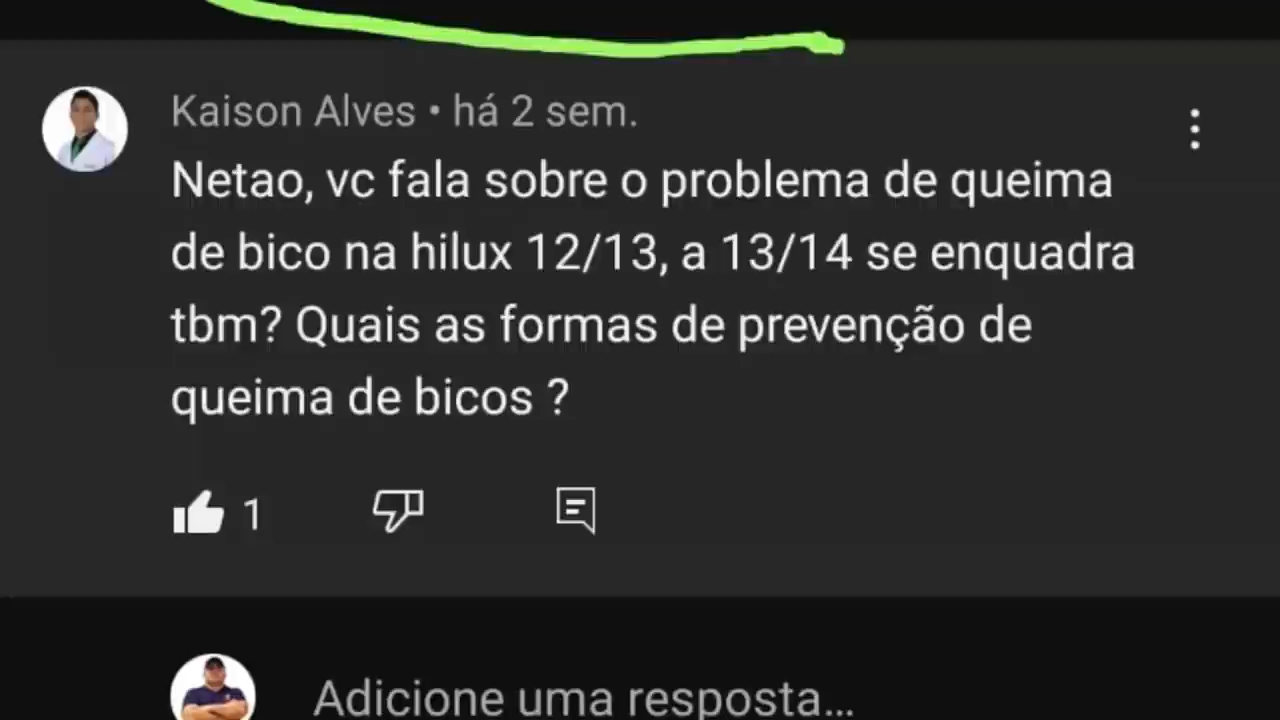 Kaison Alves • há 2 sem.
Netao, vc fala sobre o problema de queima
de bico na hilux 12/13, a 13/14 se enquadra
tbm? Quais as formas de prevenção de
queima de bicos ?
1
Adicione uma resposta...